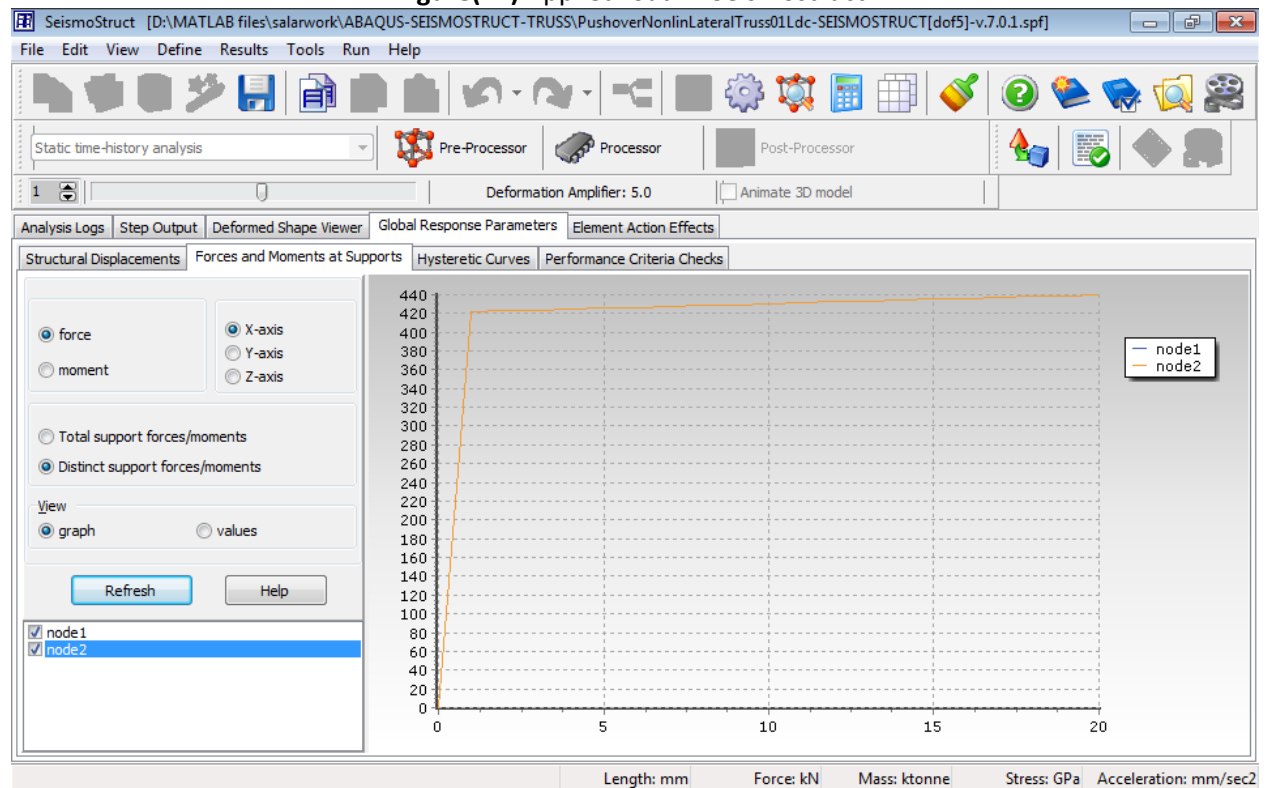 SeismoStruct [D:\MATLAB files\salarwork\ABAQUS-SEISMOSTRUCT-TRUSS\PushoverNonlinLateralTruss01Ldc-SEISMOSTRUCT[dof5]-v.7.0.1.spf]
File Edit View Define Results Tools Run Help
Static time-history analysis Pre-Processor Processor Post-Processor
1 Deformation Amplifier: 5.0 Animate 3D model
Analysis Logs Step Output Deformed Shape Viewer Global Response Parameters Element Action Effects
Structural Displacements Forces and Moments at Supports Hysteretic Curves Performance Criteria Checks
force
moment
X-axis
Y-axis
Z-axis
Total support forces/moments
Distinct support forces/moments
View
graph values
Refresh Help
node1
node2
440
420
400
380
360
340
320
300
280
260
240
220
200
180
160
140
120
100
80
60
40
20
0
0 5 10 15 20
node1
node2
Length: mm Force: kN Mass: ktonne Stress: GPa Acceleration: mm/sec2